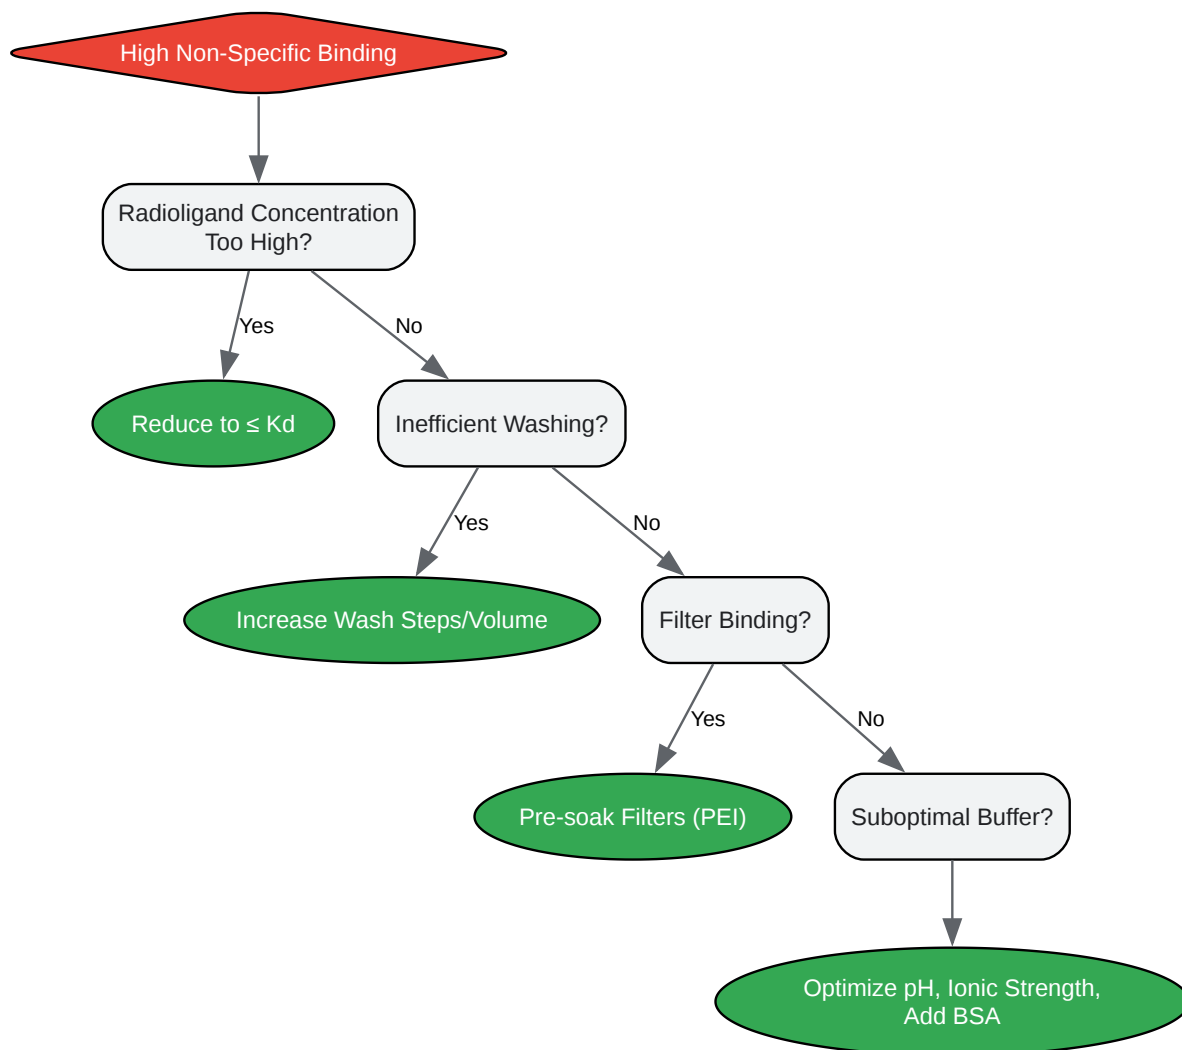 High Non-Specific Binding
Radioligand Concentration
Too High?
Yes
No
Reduce to ≤ Kd
Inefficient Washing?
Yes
No
Increase Wash Steps/Volume
Filter Binding?
Yes
No
Pre-soak Filters (PEI)
Suboptimal Buffer?
Optimize pH, Ionic Strength,
Add BSA